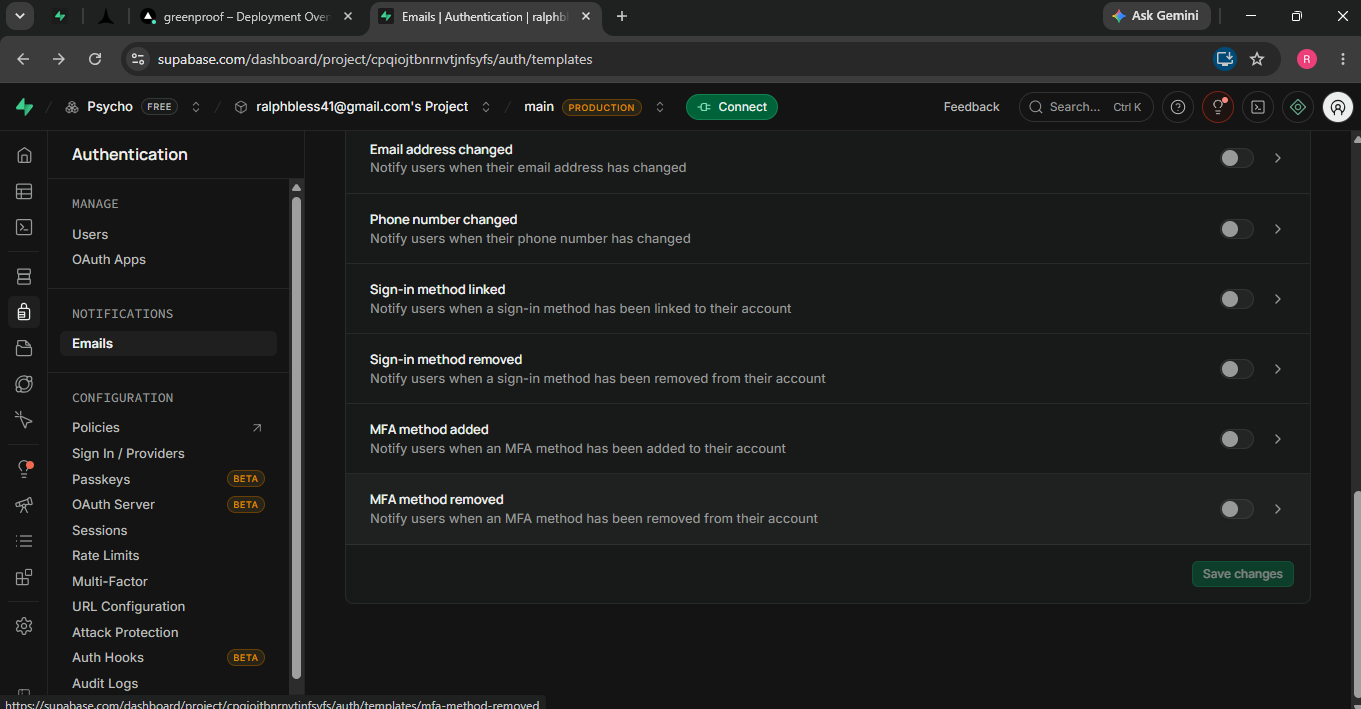 greenproof – Deployment Over
Emails | Authentication | ralphbl
Ask Gemini
supabase.com/dashboard/project/cpqiojtbnrnvtjnfsyfs/auth/templates
R
Psycho FREE
ralphbless41@gmail.com's Project
main PRODUCTION
Connect
Feedback
Search... Ctrl K
Authentication
MANAGE
Users
OAuth Apps
NOTIFICATIONS
Emails
CONFIGURATION
Policies
Sign In / Providers
Passkeys BETA
OAuth Server BETA
Sessions
Rate Limits
Multi-Factor
URL Configuration
Attack Protection
Auth Hooks BETA
Audit Logs
Email address changed
Notify users when their email address has changed
Phone number changed
Notify users when their phone number has changed
Sign-in method linked
Notify users when a sign-in method has been linked to their account
Sign-in method removed
Notify users when a sign-in method has been removed from their account
MFA method added
Notify users when an MFA method has been added to their account
MFA method removed
Notify users when an MFA method has been removed from their account
Save changes
https://supabase.com/dashboard/project/cpqiojtbnrnvtjnfsyfs/auth/templates/mfa-method-removed